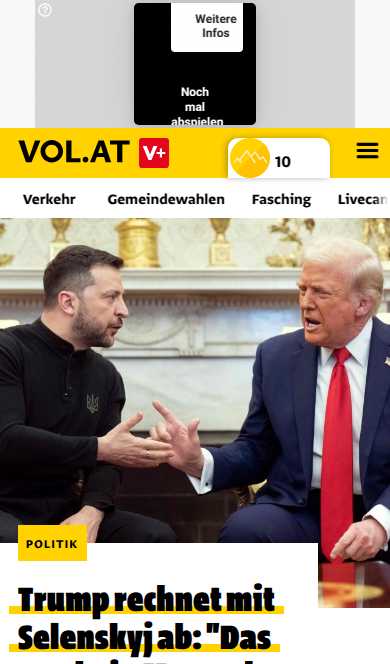 Weitere
Infos
Noch
mal
abspielen
VOL.AT V+
10
Verkehr Gemeindewahlen Fasching Livecam
POLITIK
Trump rechnet mit
Selenskyj ab: "Das